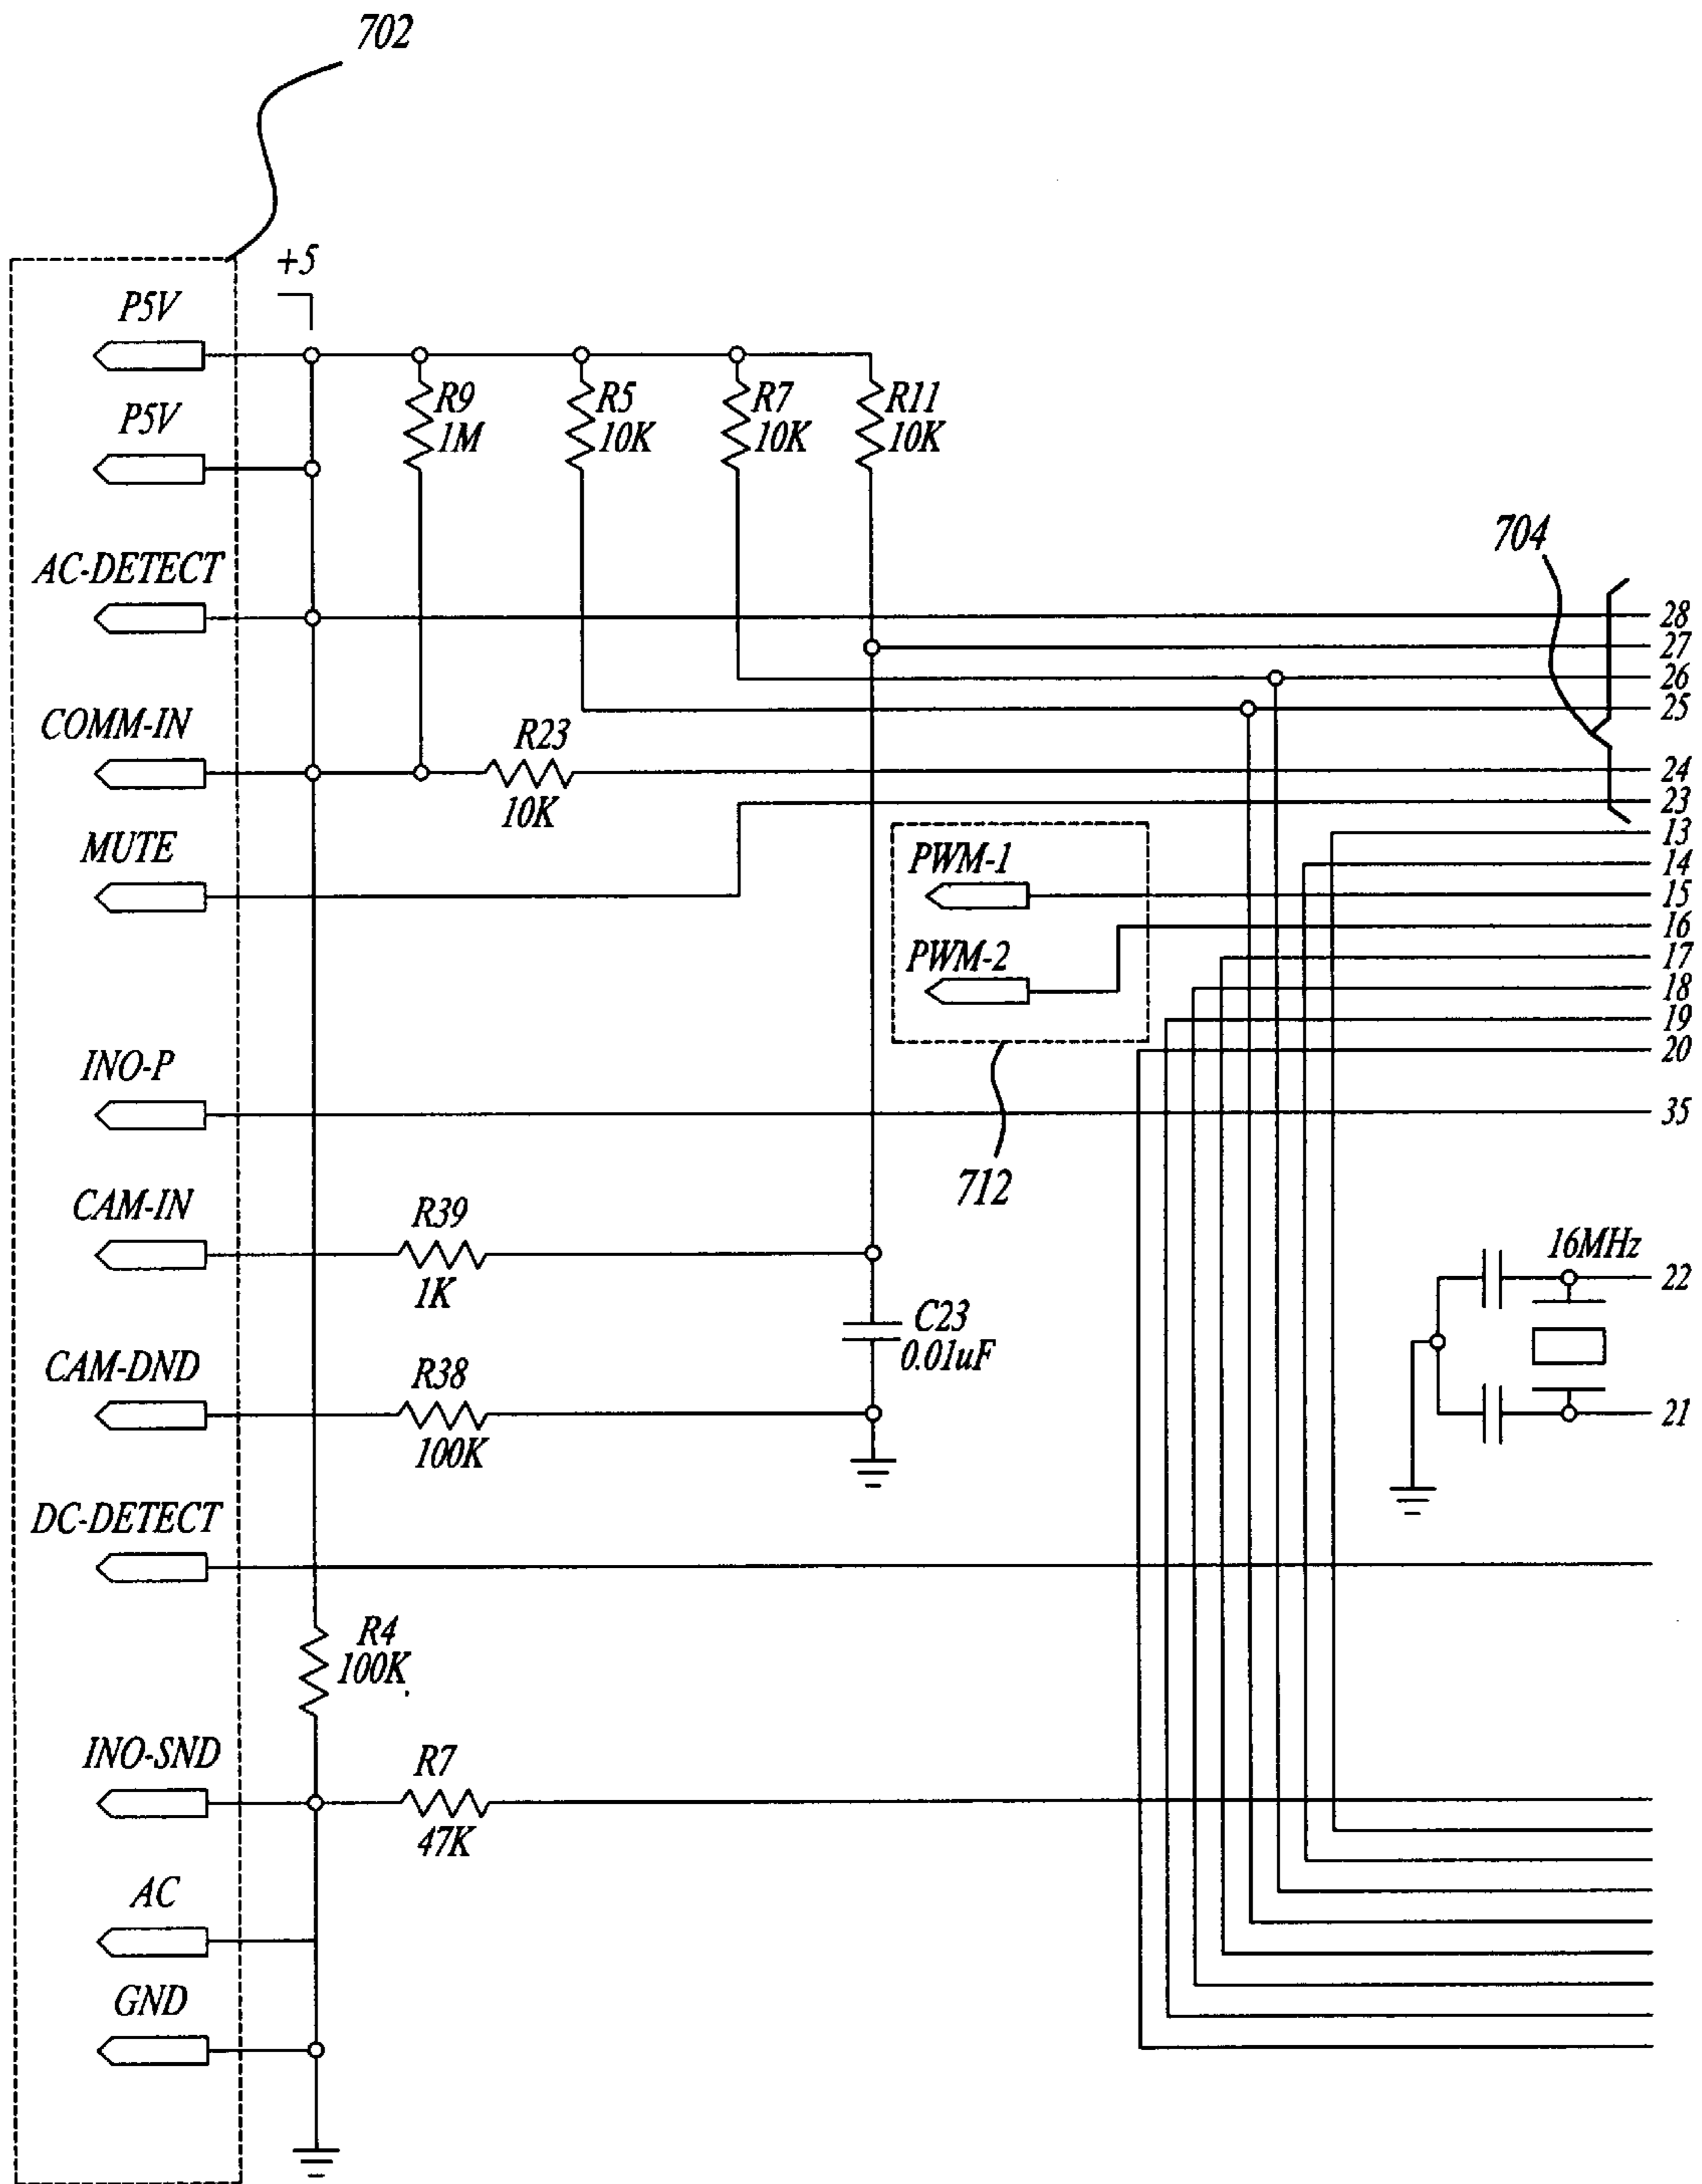 702
+5
P5V
P5V
R9
1M
R5
10K
R7
10K
R11
10K
704
AC-DETECT
28
27
26
25
COMM-IN
R23
10K
24
23
MUTE
13
14
PWM-1
15
16
PWM-2
17
18
19
20
INO-P
35
712
CAM-IN
R39
1K
16MHz
22
C23
0.01uF
CAM-DND
R38
100K
21
DC-DETECT
R4
100K
INO-SND
R7
47K
AC
GND